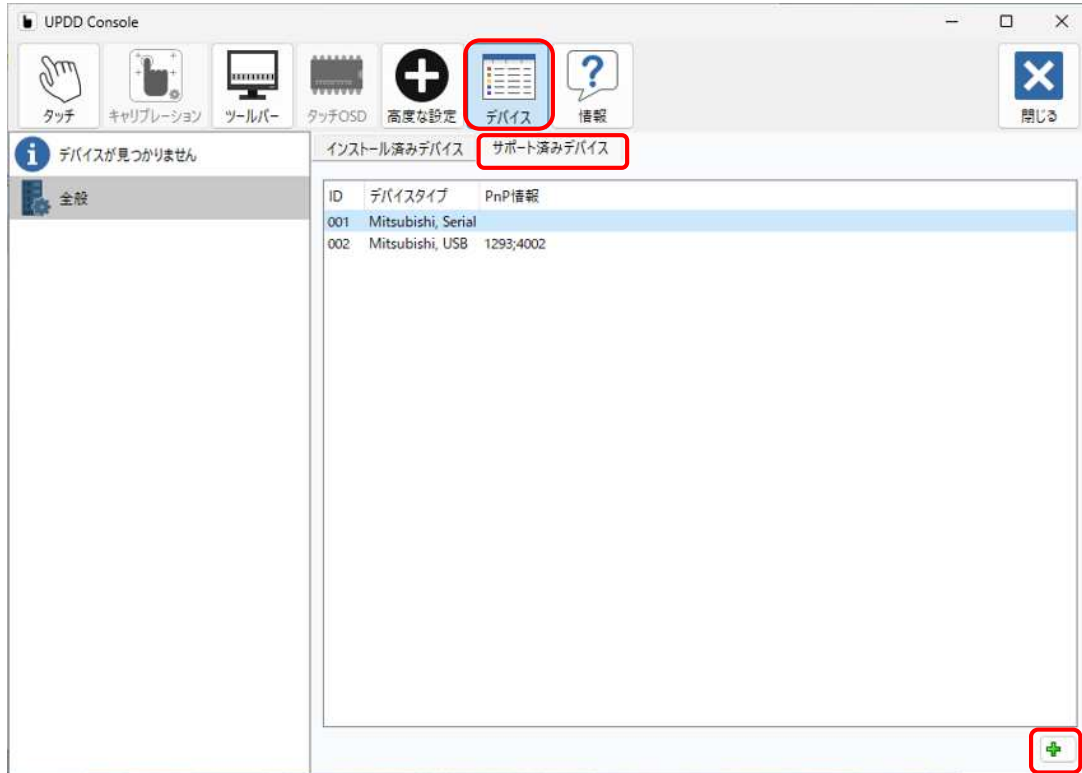 UPDD Console
タッチ
キャリブレーション
ツールバー
タッチOSD
高度な設定
デバイス
情報
閉じる
デバイスが見つかりません
全般
インストール済みデバイス
サポート済みデバイス
ID デバイスタイプ PnP情報
001 Mitsubishi, Serial
002 Mitsubishi, USB 1293;4002